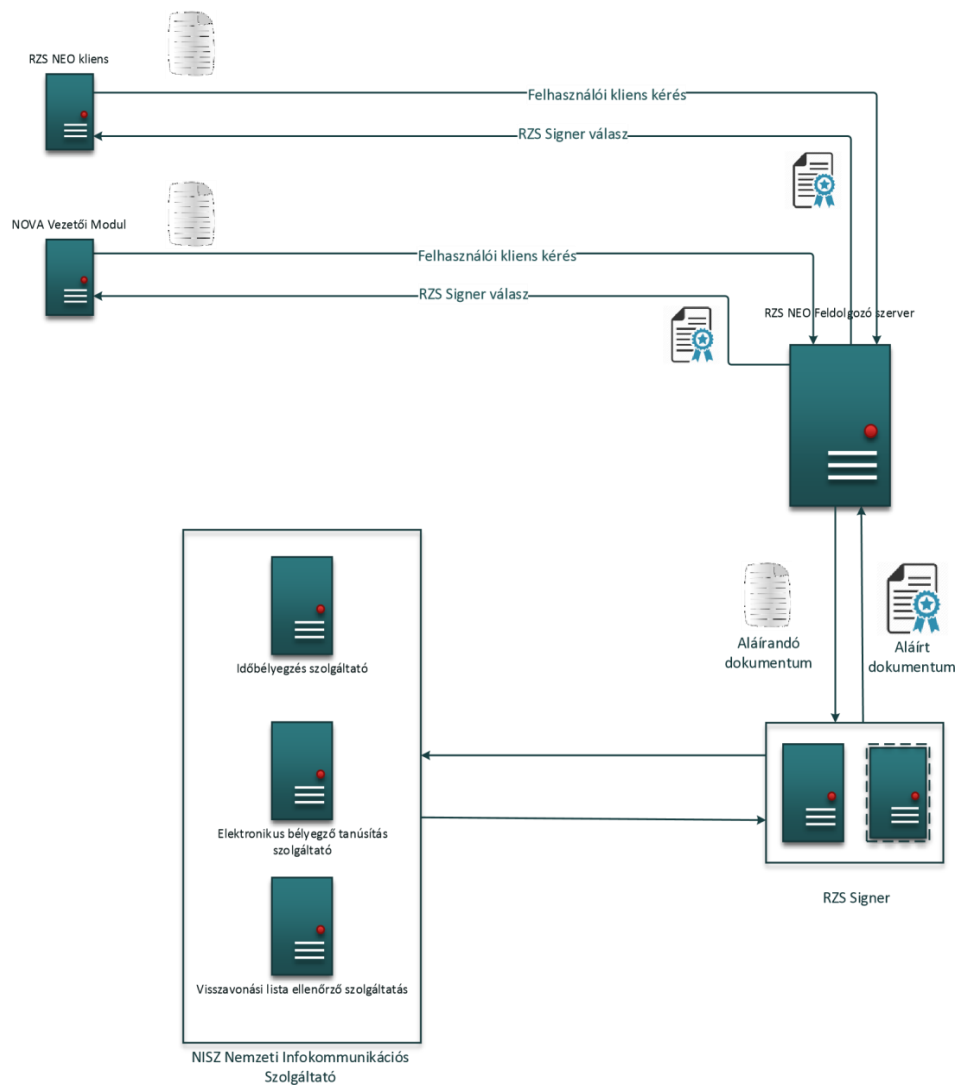 RZS NEO kliens
Felhasználói kliens kérés
RZS Signer válasz
NOVA Vezetői Modul
Felhasználói kliens kérés
RZS Signer válasz
RZS NEO Feldolgozó szerver
Időbélyegzés szolgáltató
Aláírandó
dokumentum
Aláírt
dokumentum
Elektronikus bélyegző tanúsítás
szolgáltató
RZS Signer
Visszavonási lista ellenőrző szolgáltatás
NISZ Nemzeti Infokommunikációs
Szolgáltató